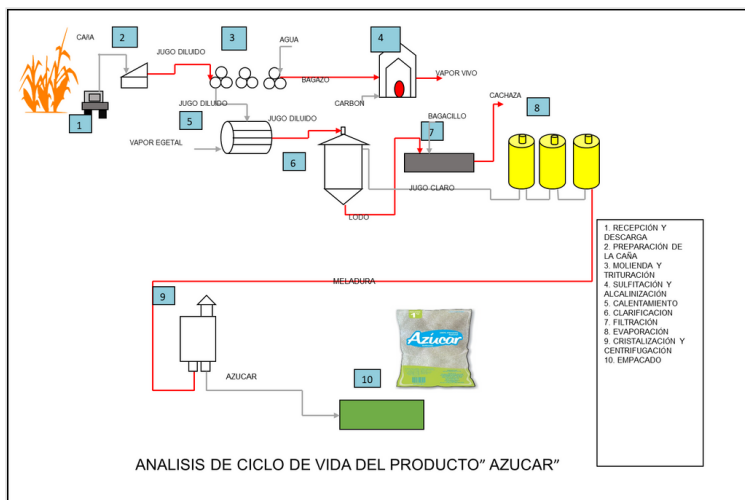 CAÑA
2
JUGO DILUIDO
3
AGUA
4
1
BAGAZO
VAPOR VIVO
CARBON
JUGO DILUIDO
5
JUGO DILUIDO
VAPOR EGETAL
6
BAGACILLO
7
CACHAZA
8
JUGO CLARO
LODO
1. RECEPCIÓN Y
DESCARGA
2. PREPARACIÓN DE
LA CAÑA
3. MOLIENDA Y
TRITURACIÓN
4. SULFITACIÓN Y
ALCALINIZACIÓN
5. CALENTAMIENTO
6. CLARIFICACION
7. FILTRACIÓN
8. EVAPORACIÓN
9. CRISTALIZACIÓN Y
CENTRIFUGACIÓN
10. EMPACADO
MELADURA
9
AZUCAR
1
Azúcar
10
ANALISIS DE CICLO DE VIDA DEL PRODUCTO” AZUCAR”